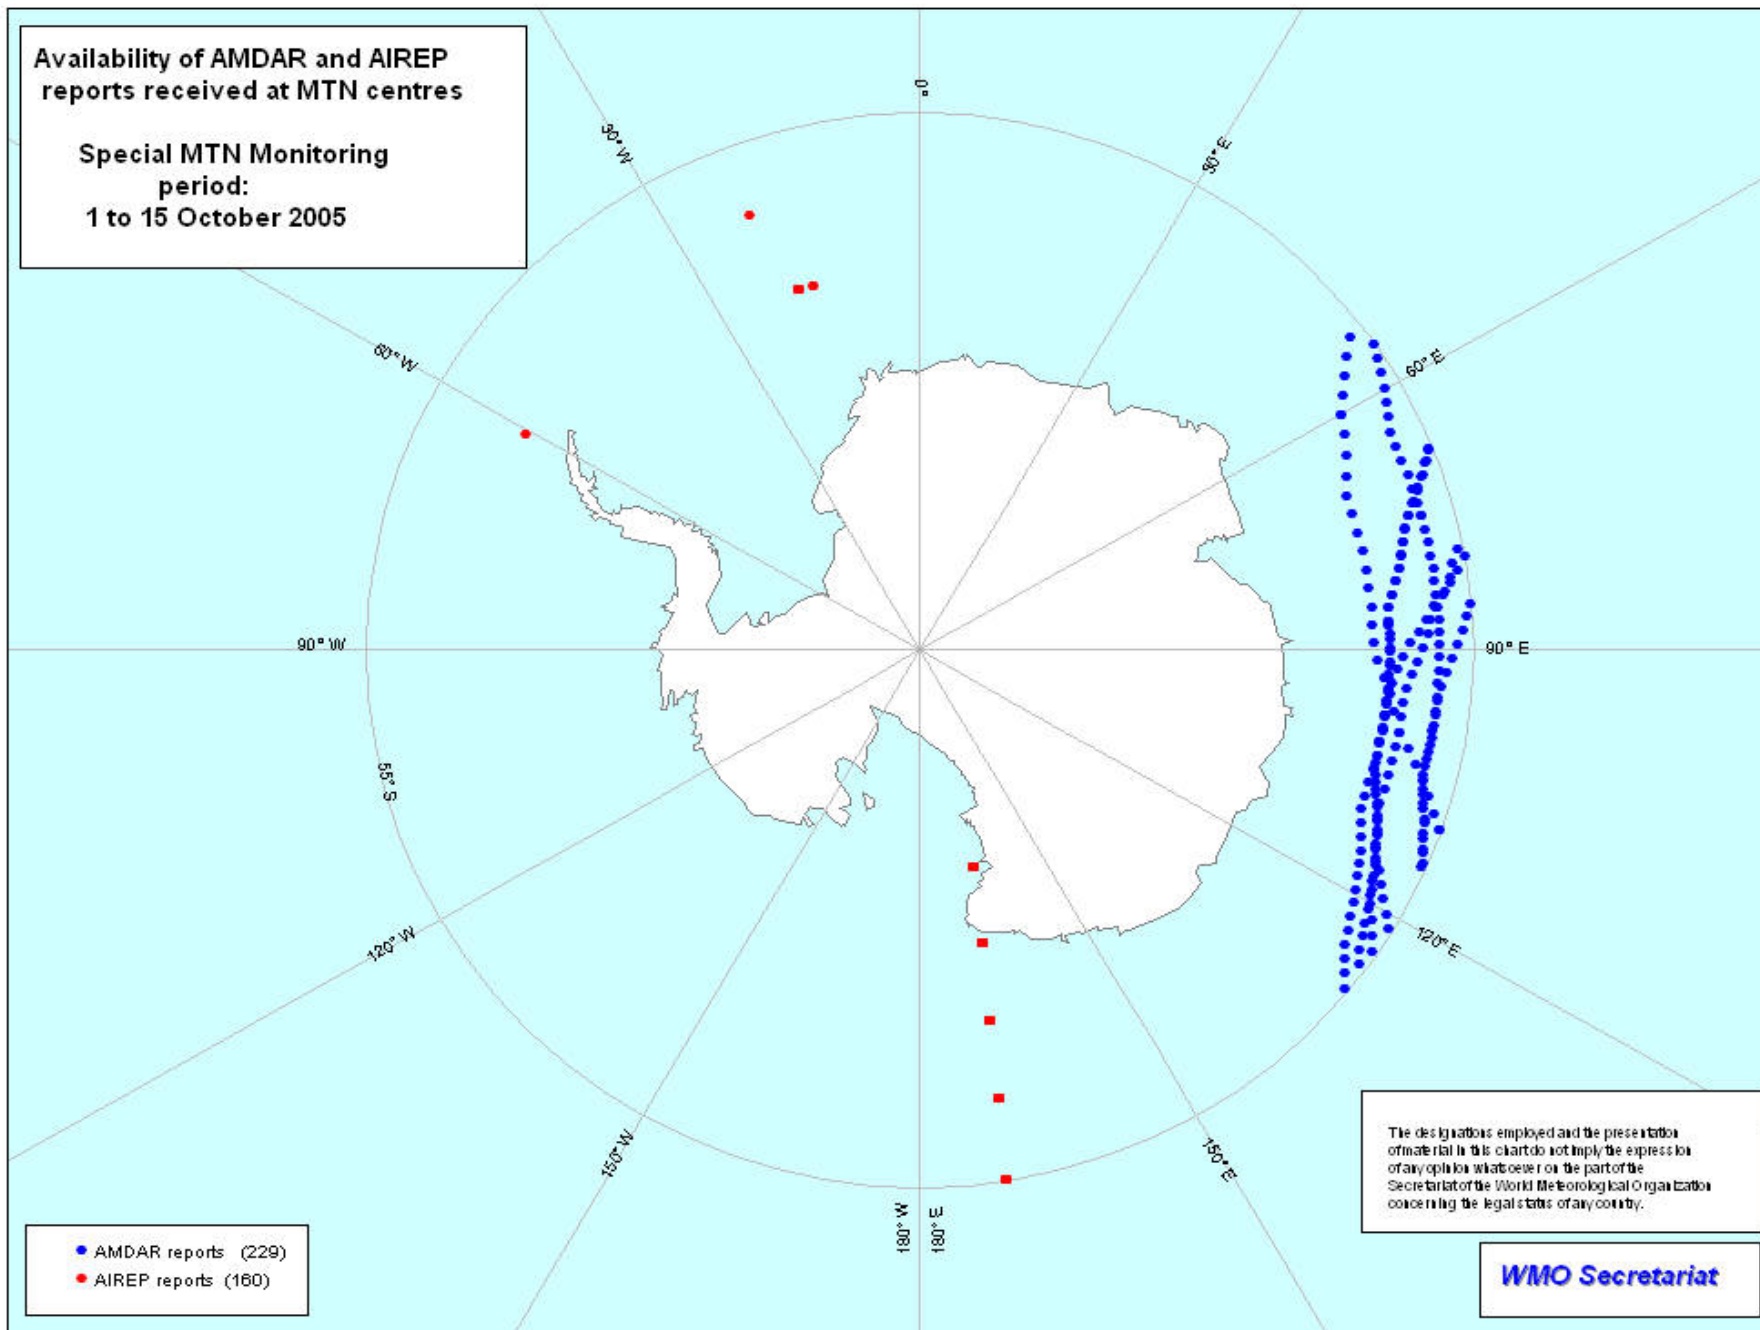 Availability of AMDAR and AIREP
reports received at MTN centres
Special MTN Monitoring
period:
1 to 15 October 2005
0°
30° W
30° E
60° W
60° E
90° W
90° E
55° S
120° W
120° E
150° W
150° E
180° W
180° E
The designations employed and the presentation
of material in this chart do not imply the expression
of any opinion whatsoever on the part of the
Secretariat of the World Meteorological Organization
concerning the legal status of any country.
AMDAR reports (229)
AIREP reports (160)
WMO Secretariat